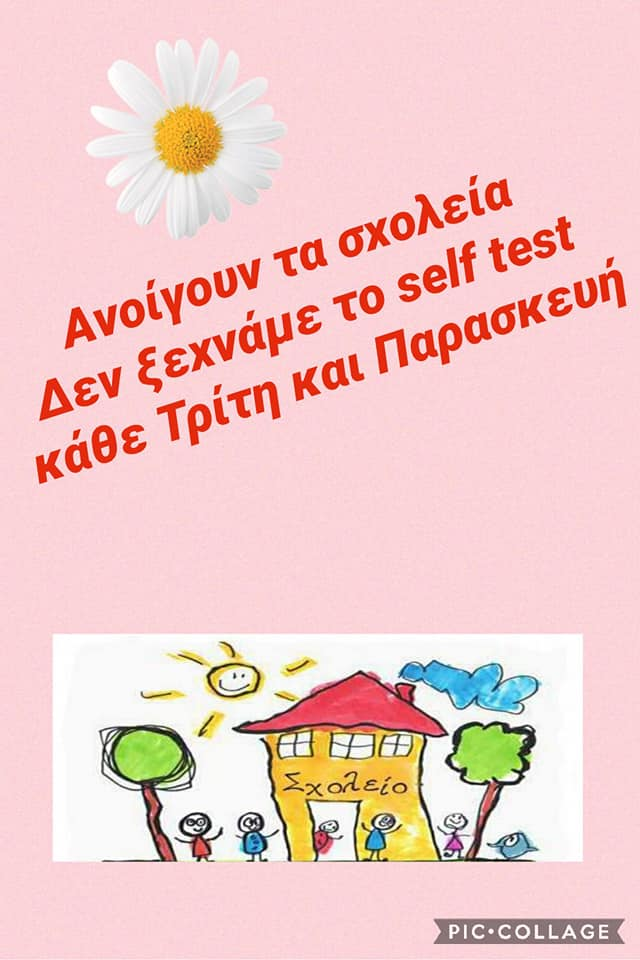 Ανοίγουν τα σχολεία
Δεν ξεχνάμε το self test
κάθε Τρίτη και Παρασκευή
Σχολείο
PIC•COLLAGE